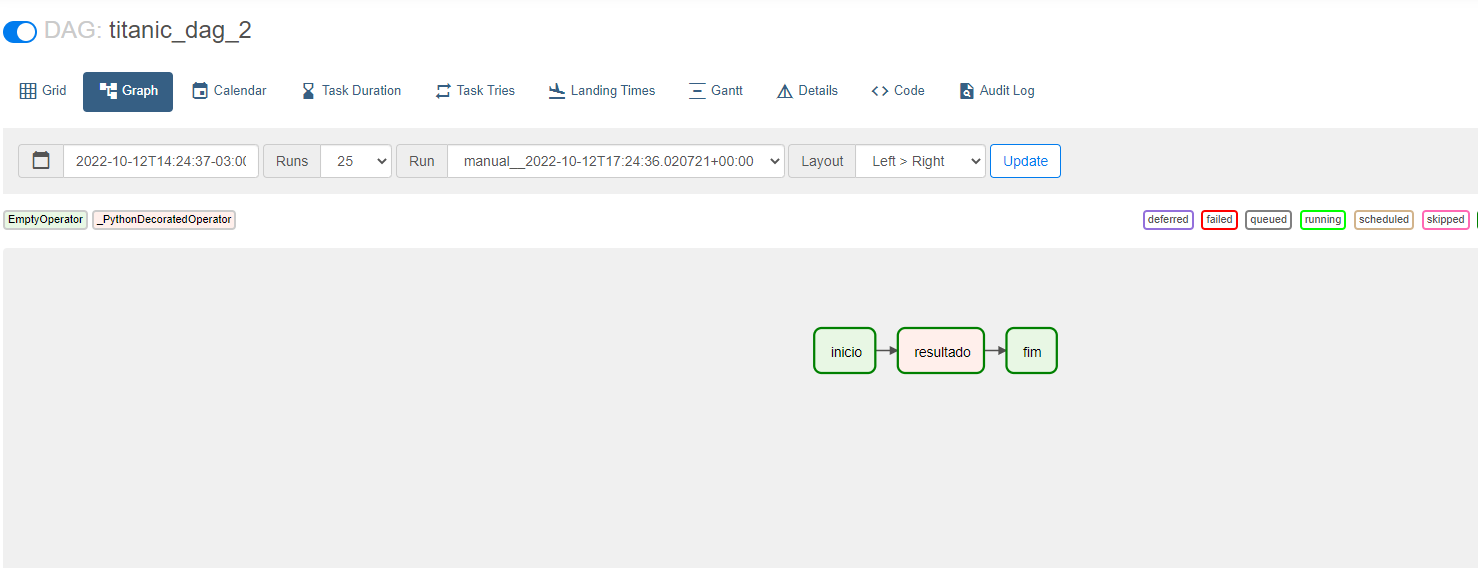 DAG: titanic_dag_2
Grid Graph Calendar Task Duration Task Tries Landing Times Gantt Details Code Audit Log
2022-10-12T14:24:37-03:00 Runs 25 Run manual__2022-10-12T17:24:36.020721+00:00 Layout Left > Right Update
EmptyOperator _PythonDecoratedOperator deferred failed queued running scheduled skipped
inicio resultado fim